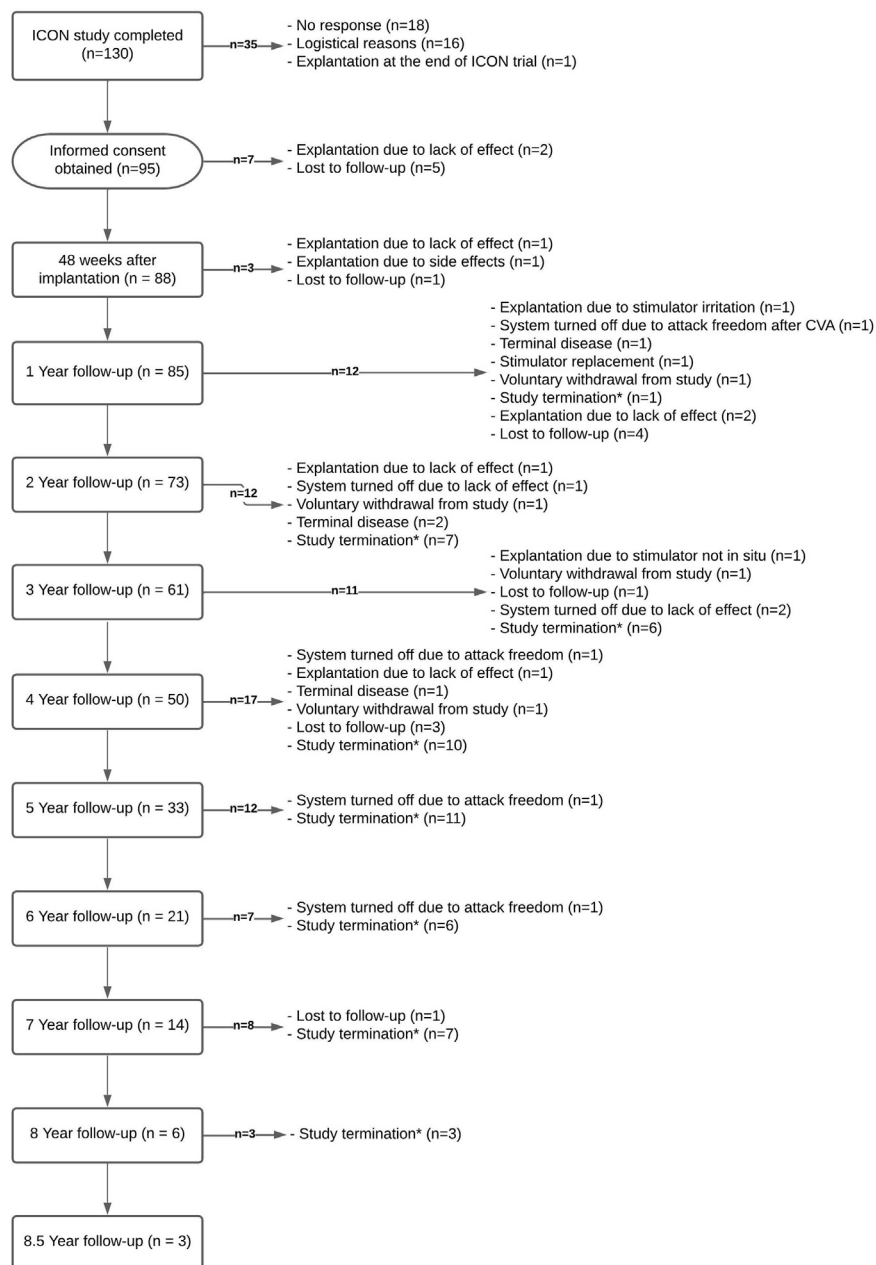 ICON study completed
(n=130)
n=35
- No response (n=18)
- Logistical reasons (n=16)
- Explantation at the end of ICON trial (n=1)
Informed consent
obtained (n=95)
n=7
- Explantation due to lack of effect (n=2)
- Lost to follow-up (n=5)
48 weeks after
implantation (n = 88)
n=3
- Explantation due to lack of effect (n=1)
- Explantation due to side effects (n=1)
- Lost to follow-up (n=1)
1 Year follow-up (n = 85)
n=12
- Explantation due to stimulator irritation (n=1)
- System turned off due to attack freedom after CVA (n=1)
- Terminal disease (n=1)
- Stimulator replacement (n=1)
- Voluntary withdrawal from study (n=1)
- Study termination* (n=1)
- Explantation due to lack of effect (n=2)
- Lost to follow-up (n=4)
2 Year follow-up (n = 73)
n=12
- Explantation due to lack of effect (n=1)
- System turned off due to lack of effect (n=1)
- Voluntary withdrawal from study (n=1)
- Terminal disease (n=2)
- Study termination* (n=7)
3 Year follow-up (n = 61)
n=11
- Explantation due to stimulator not in situ (n=1)
- Voluntary withdrawal from study (n=1)
- Lost to follow-up (n=1)
- System turned off due to lack of effect (n=2)
- Study termination* (n=6)
4 Year follow-up (n = 50)
n=17
- System turned off due to attack freedom (n=1)
- Explantation due to lack of effect (n=1)
- Terminal disease (n=1)
- Voluntary withdrawal from study (n=1)
- Lost to follow-up (n=3)
- Study termination* (n=10)
5 Year follow-up (n = 33)
n=12
- System turned off due to attack freedom (n=1)
- Study termination* (n=11)
6 Year follow-up (n = 21)
n=7
- System turned off due to attack freedom (n=1)
- Study termination* (n=6)
7 Year follow-up (n = 14)
n=8
- Lost to follow-up (n=1)
- Study termination* (n=7)
8 Year follow-up (n = 6)
n=3
- Study termination* (n=3)
8.5 Year follow-up (n = 3)